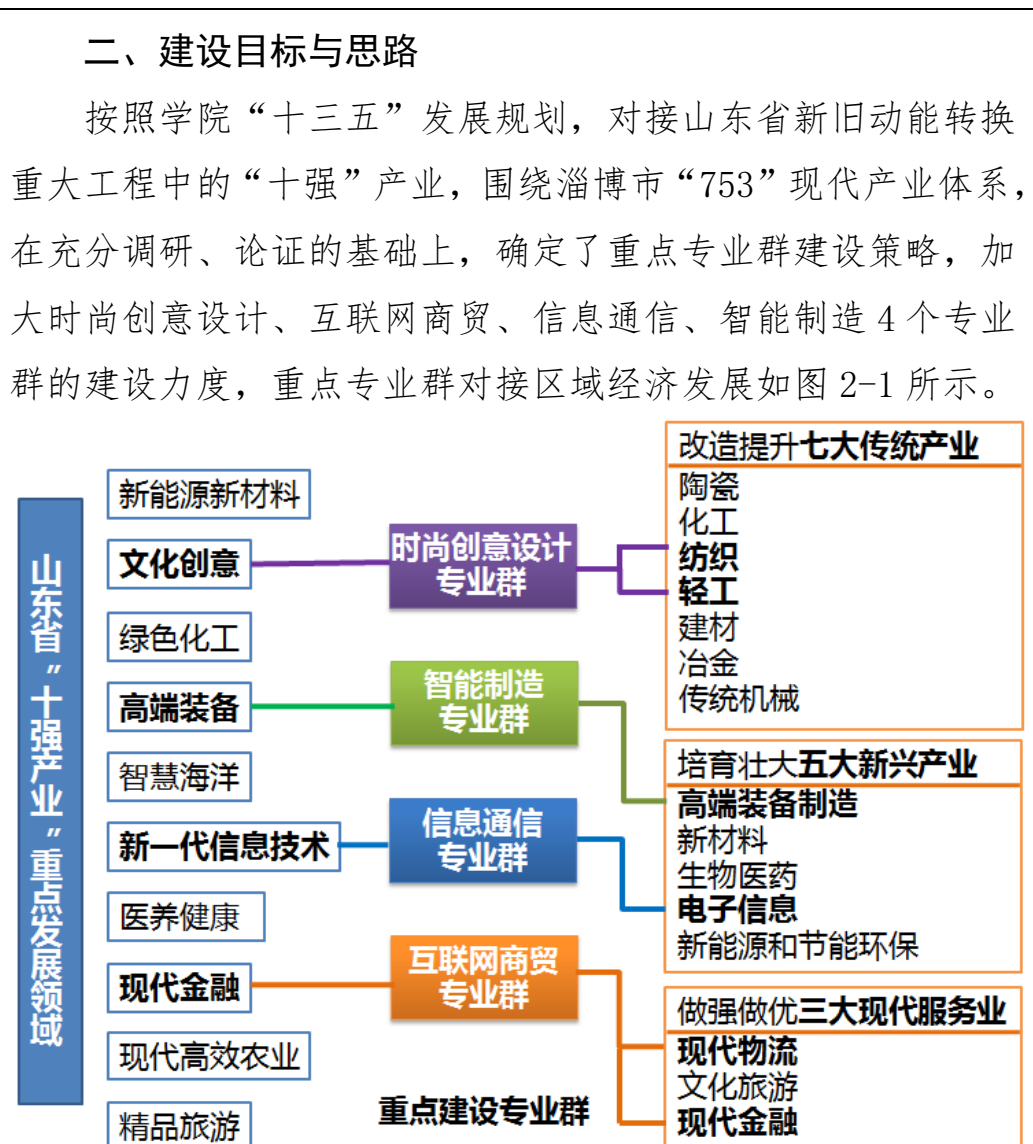 二、建设目标与思路
按照学院“十三五”发展规划，对接山东省新旧动能转换
重大工程中的“十强”产业，围绕淄博市“753”现代产业体系，
在充分调研、论证的基础上，确定了重点专业群建设策略，加
大时尚创意设计、互联网商贸、信息通信、智能制造 4 个专业
群的建设力度，重点专业群对接区域经济发展如图 2-1 所示。
山东省“十强产业”重点发展领域
新能源新材料
文化创意
绿色化工
高端装备
智慧海洋
新一代信息技术
医养健康
现代金融
现代高效农业
精品旅游
时尚创意设计
专业群
智能制造
专业群
信息通信
专业群
互联网商贸
专业群
重点建设专业群
改造提升七大传统产业
陶瓷
化工
纺织
轻工
建材
冶金
传统机械
培育壮大五大新兴产业
高端装备制造
新材料
生物医药
电子信息
新能源和节能环保
做强做优三大现代服务业
现代物流
文化旅游
现代金融